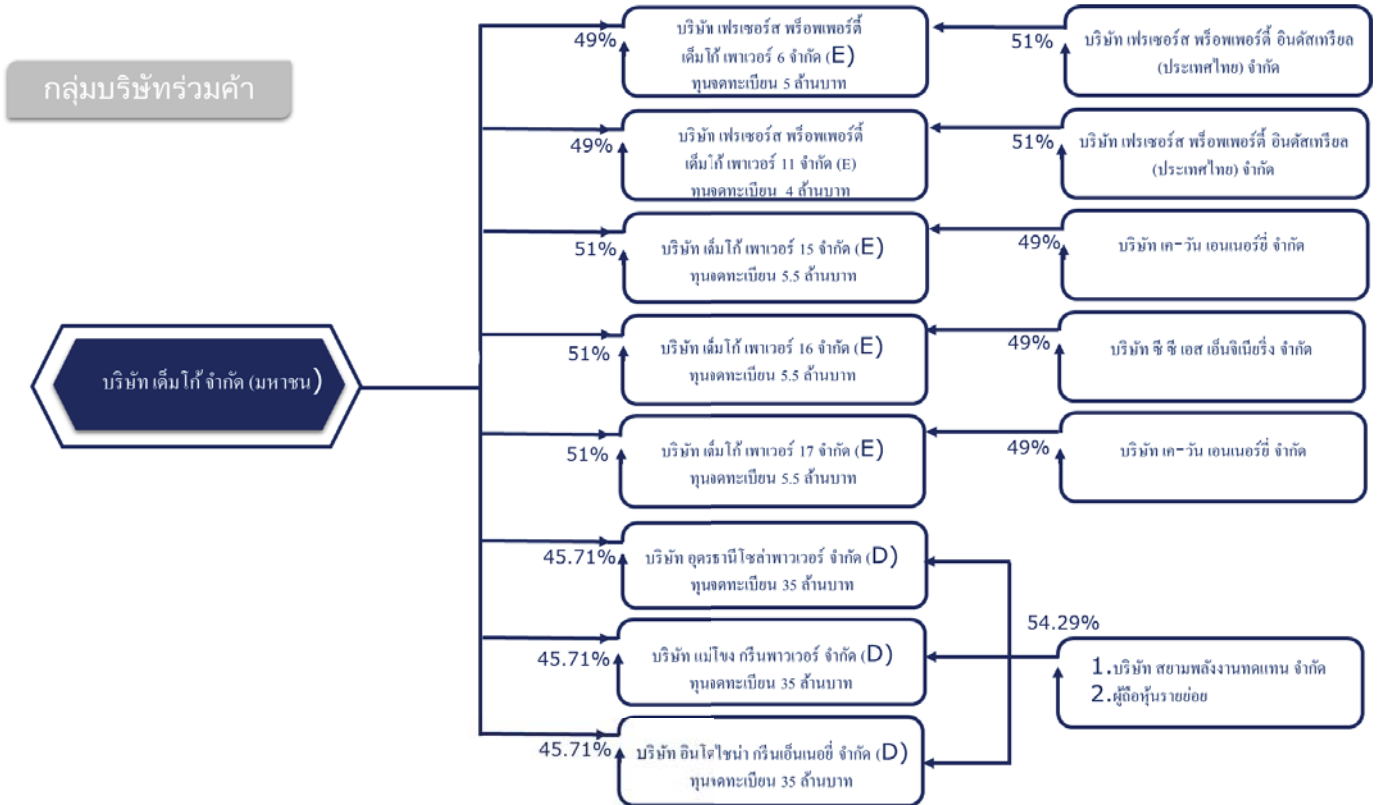 กลุ่มบริษัทร่วมค้า
บริษัท เด็มโก้ จำกัด (มหาชน)
49%
บริษัท เฟรเซอร์ส พร็อพเพอร์ตี้
เด็มโก้ เพาเวอร์ 6 จำกัด (E)
ทุนจดทะเบียน 5 ล้านบาท
51%
บริษัท เฟรเซอร์ส พร็อพเพอร์ตี้ อินดัสเทรียล
(ประเทศไทย) จำกัด
49%
บริษัท เฟรเซอร์ส พร็อพเพอร์ตี้
เด็มโก้ เพาเวอร์ 11 จำกัด (E)
ทุนจดทะเบียน 4 ล้านบาท
51%
บริษัท เฟรเซอร์ส พร็อพเพอร์ตี้ อินดัสเทรียล
(ประเทศไทย) จำกัด
51%
บริษัท เด็มโก้ เพาเวอร์ 15 จำกัด (E)
ทุนจดทะเบียน 5.5 ล้านบาท
49%
บริษัท เค-วัน เอนเนอร์ยี่ จำกัด
51%
บริษัท เด็มโก้ เพาเวอร์ 16 จำกัด (E)
ทุนจดทะเบียน 5.5 ล้านบาท
49%
บริษัท ซี ซี เอส เอ็นจิเนียริ่ง จำกัด
51%
บริษัท เด็มโก้ เพาเวอร์ 17 จำกัด (E)
ทุนจดทะเบียน 5.5 ล้านบาท
49%
บริษัท เค-วัน เอนเนอร์ยี่ จำกัด
45.71%
บริษัท อุดรธานีโซล่าพาวเวอร์ จำกัด (D)
ทุนจดทะเบียน 35 ล้านบาท
45.71%
บริษัท แม่โขง กรีนพาวเวอร์ จำกัด (D)
ทุนจดทะเบียน 35 ล้านบาท
45.71%
บริษัท อินโดไชน่า กรีนเอ็นเนอยี่ จำกัด (D)
ทุนจดทะเบียน 35 ล้านบาท
54.29%
1.บริษัท สยามพลังงานทดแทน จำกัด
2.ผู้ถือหุ้นรายย่อย